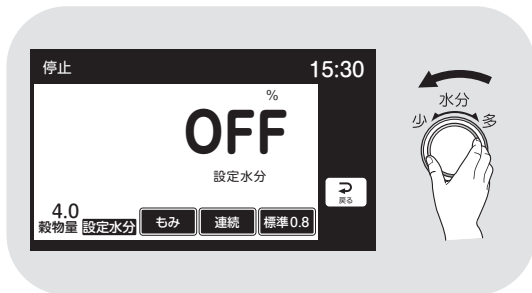 停止 15:30
%
OFF
設定水分
戻る
4.0
穀物量 設定水分 もみ 連続 標準0.8
水分
少 多